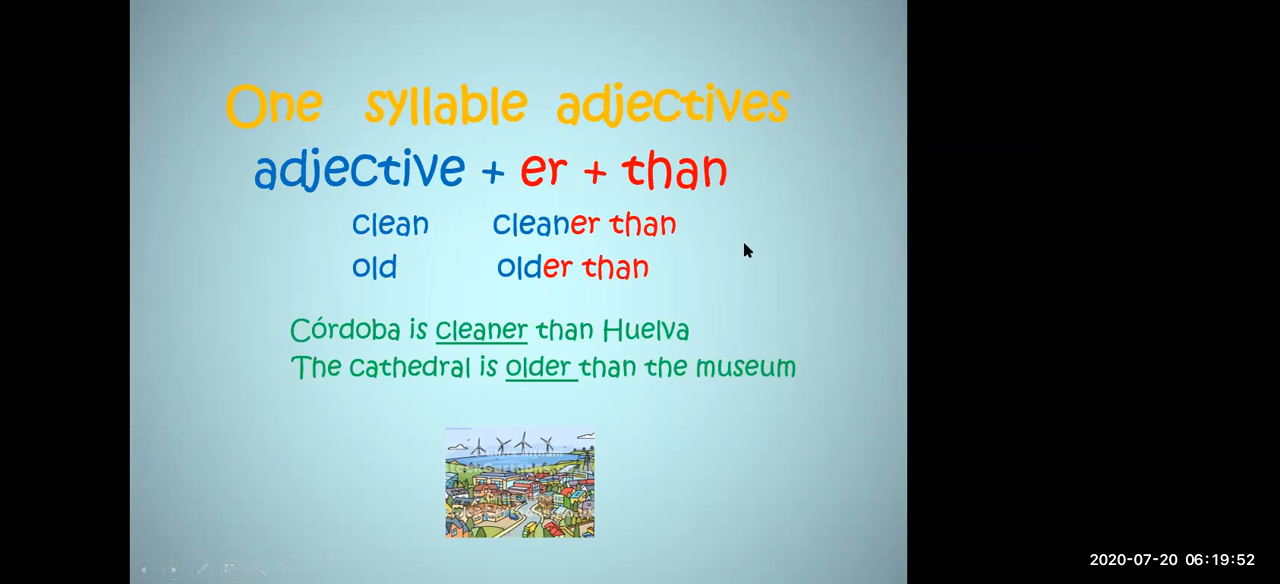 One syllable adjectives
adjective + er + than
clean cleaner than
old older than
Córdoba is cleaner than Huelva
The cathedral is older than the museum
2020-07-20 06:19:52